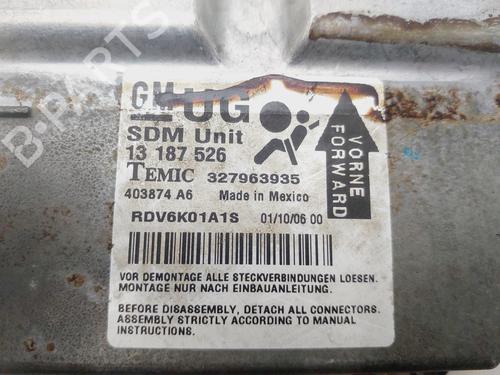 GM UG
SDM Unit
13 187 526
TEMIC 327963935
403874 A6 Made in Mexico
RDV6K01A1S 01/10/06 00
VORNE
FORWARD
VOR DEMONTAGE ALLE STECKVERBINDUNGEN LOESEN.
MONTAGE NUR NACH EINBAUANLEITUNG.
BEFORE DISASSEMBLY, DETACH ALL CONNECTORS.
ASSEMBLY STRICTLY ACCORDING TO MANUAL
INSTRUCTIONS.
B-PARTS